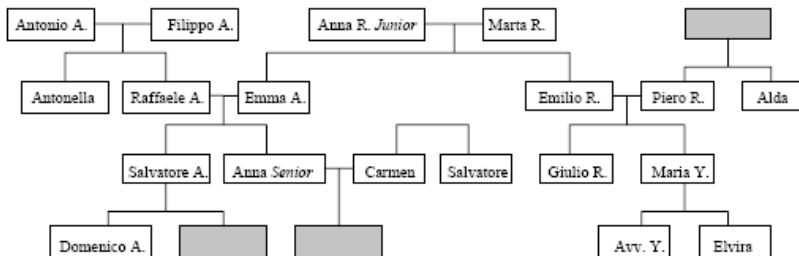 Antonio A. Filippo A. Anna R. Junior Marta R.
Antonella Raffaele A. Emma A. Emilio R. Piero R. Alda
Salvatore A. Anna Senior Carmen Salvatore Giulio R. Maria Y.
Domenico A. Avv. Y. Elvira